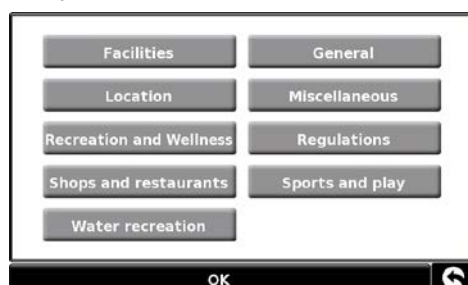 Facilities
General
Location
Miscellaneous
Recreation and Wellness
Regulations
Shops and restaurants
Sports and play
Water recreation
OK